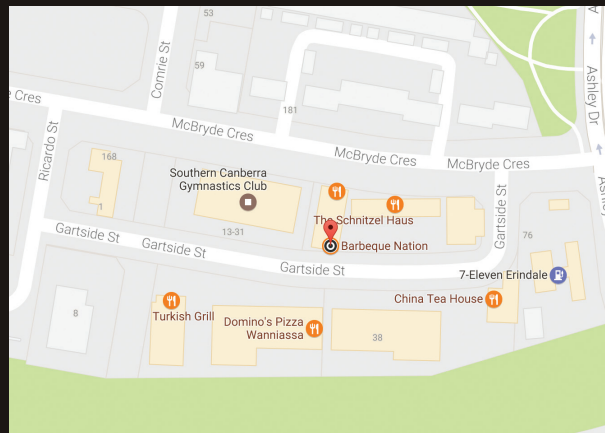 53
Comrie St
59
Ashley Dr
Cres
181
McBryde Cres
McBryde Cres
McBryde Cres
Ricardo St
168
Southern Canberra
Gymnastics Club
The Schnitzel Haus
1
13-31
Barbeque Nation
Gartside St
Gartside St
Gartside St
Gartside St
76
7-Eleven Erindale
China Tea House
8
Turkish Grill
Domino's Pizza
Wanniassa
38